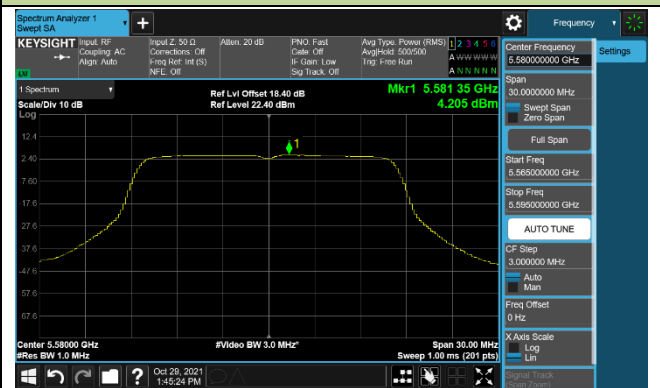 Spectrum Analyzer 1
Swept SA
Frequency
KEYSIGHT
Input: RF
Coupling: AC
Align: Auto
Input Z: 50 Ω
Corrections: Off
Freq Ref: Int (S)
NFE: Off
Atten: 20 dB
PNO: Fast
Gate: Off
IF Gain: Low
Sig Track: Off
Avg Type: Power (RMS)
Avg|Hold: 500/500
Trig: Free Run
1 2 3 4 5 6
A W W W W W
A N N N N N
LXI
Center Frequency
5.580000000 GHz
Settings
Span
30.0000000 MHz
Swept Span
Zero Span
Full Span
Start Freq
5.565000000 GHz
Stop Freq
5.595000000 GHz
AUTO TUNE
CF Step
3.000000 MHz
Auto
Man
Freq Offset
0 Hz
X Axis Scale
Log
Lin
Signal Track
(Span Zoom)
1 Spectrum
Scale/Div 10 dB
Log
Ref Lvl Offset 18.40 dB
Ref Level 22.40 dBm
Mkr1 5.581 35 GHz
4.205 dBm
1
12.4
2.40
-7.60
-17.6
-27.6
-37.6
-47.6
-57.6
-67.6
Center 5.58000 GHz
#Res BW 1.0 MHz
#Video BW 3.0 MHz*
Span 30.00 MHz
Sweep 1.00 ms (201 pts)
?
Oct 29, 2021
1:45:24 PM